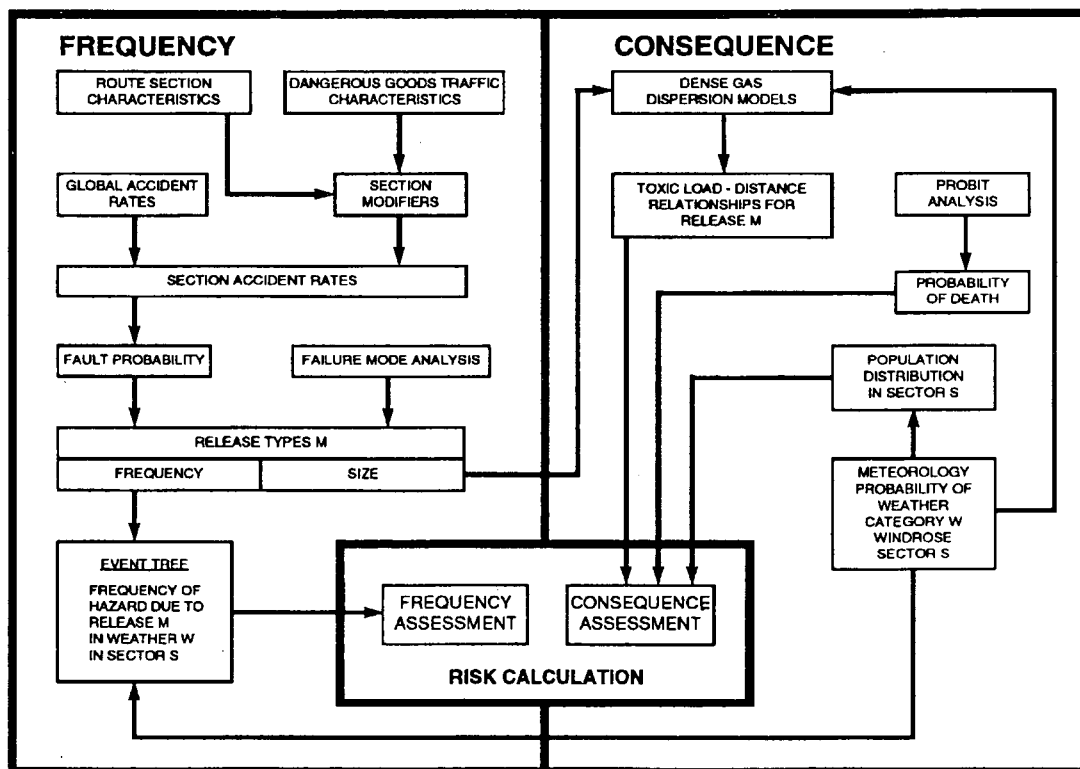 FREQUENCY
ROUTE SECTION
CHARACTERISTICS
DANGEROUS GOODS TRAFFIC
CHARACTERISTICS
GLOBAL ACCIDENT
RATES
SECTION
MODIFIERS
SECTION ACCIDENT RATES
FAULT PROBABILITY
FAILURE MODE ANALYSIS
RELEASE TYPES M
FREQUENCY
SIZE
EVENT TREE
FREQUENCY OF
HAZARD DUE TO
RELEASE M
IN WEATHER W
IN SECTOR S
CONSEQUENCE
DENSE GAS
DISPERSION MODELS
TOXIC LOAD - DISTANCE
RELATIONSHIPS FOR
RELEASE M
PROBIT
ANALYSIS
PROBABILITY
OF DEATH
POPULATION
DISTRIBUTION
IN SECTOR S
METEOROLOGY
PROBABILITY OF
WEATHER
CATEGORY W
WINDROSE
SECTOR S
FREQUENCY
ASSESSMENT
CONSEQUENCE
ASSESSMENT
RISK CALCULATION